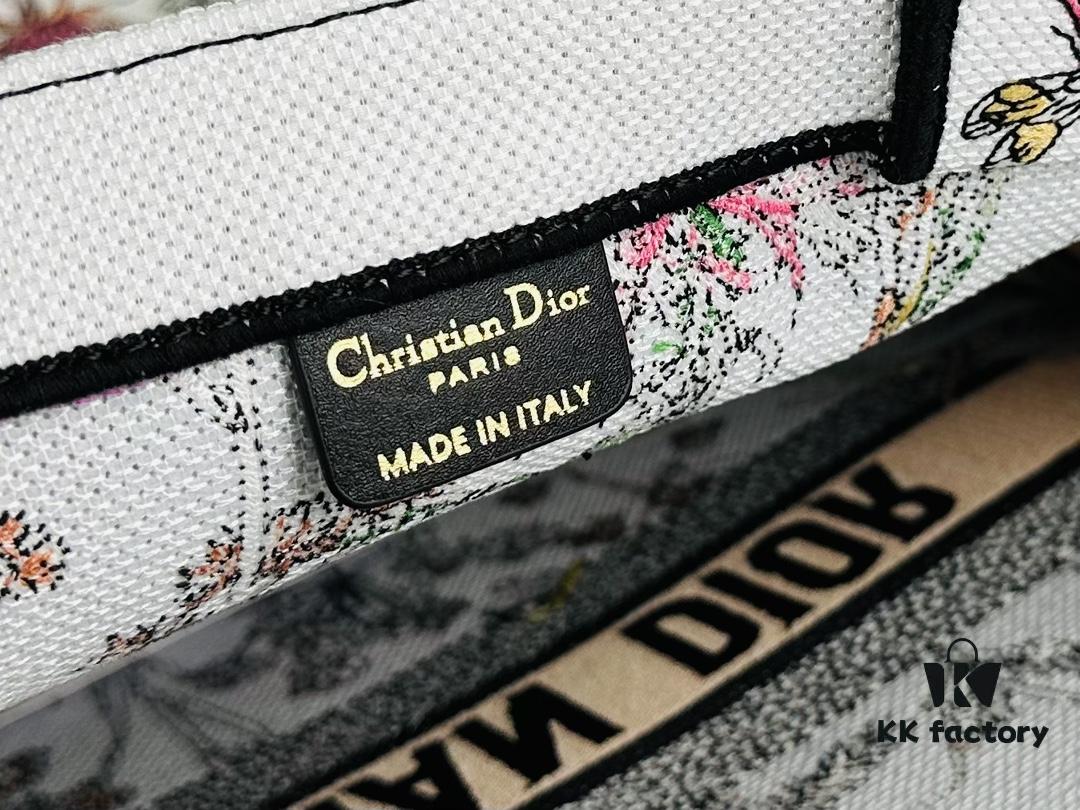 Christian Dior
PARIS
MADE IN ITALY
DIOR
KK factory